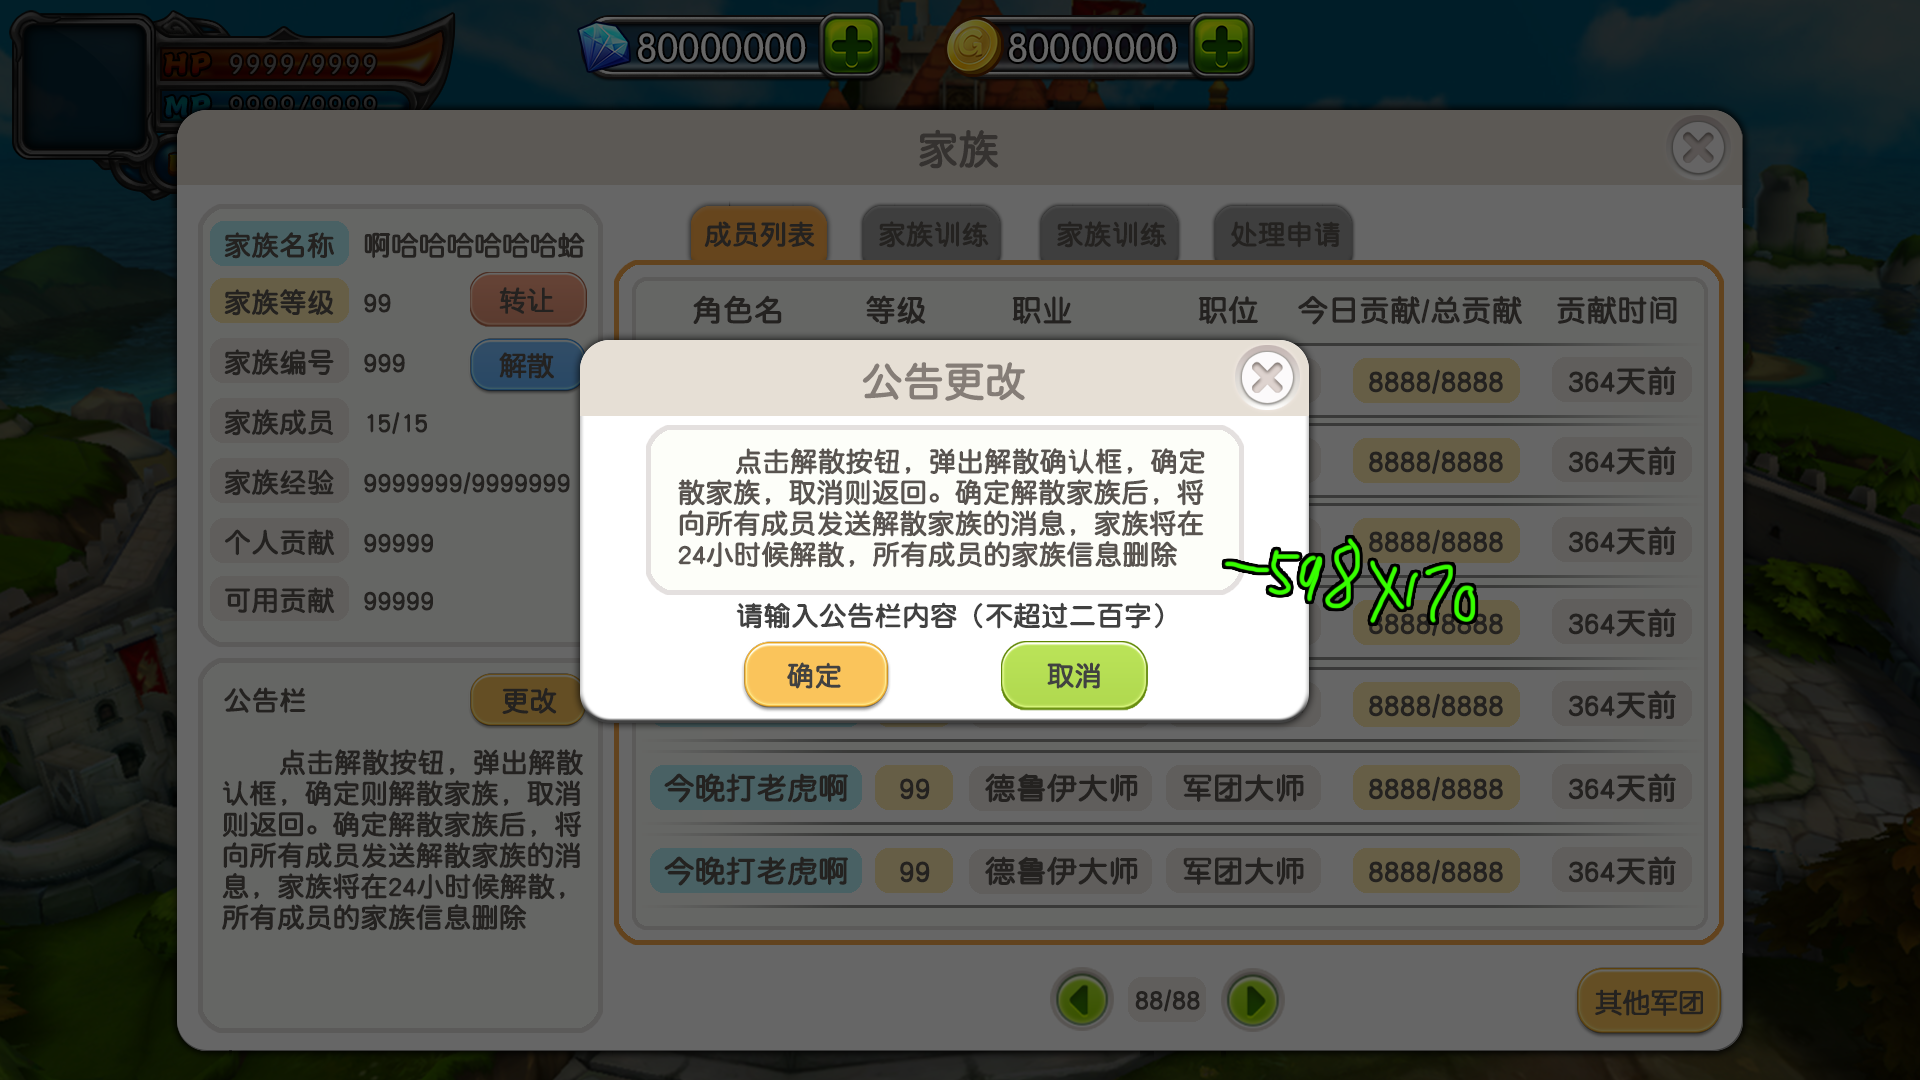 HP 9999/9999
MP 9999/9999
80000000
80000000
家族
家族名称 啊哈哈哈哈哈哈蛤
家族等级 99 转让
家族编号 999 解散
家族成员 15/15
家族经验 9999999/9999999
个人贡献 99999
可用贡献 99999
公告栏 更改
点击解散按钮，弹出解散
认框，确定则解散家族，取消
则返回。确定解散家族后，将
向所有成员发送解散家族的消
息，家族将在24小时候解散，
所有成员的家族信息删除
成员列表 家族训练 家族训练 处理申请
角色名 等级 职业 职位 今日贡献/总贡献 贡献时间
8888/8888 364天前
8888/8888 364天前
8888/8888 364天前
8888/8888 364天前
8888/8888 364天前
今晚打老虎啊 99 德鲁伊大师 军团大师 8888/8888 364天前
今晚打老虎啊 99 德鲁伊大师 军团大师 8888/8888 364天前
公告更改
点击解散按钮，弹出解散确认框，确定
散家族，取消则返回。确定解散家族后，将
向所有成员发送解散家族的消息，家族将在
24小时候解散，所有成员的家族信息删除
598X170
请输入公告栏内容（不超过二百字）
确定 取消
88/88
其他军团